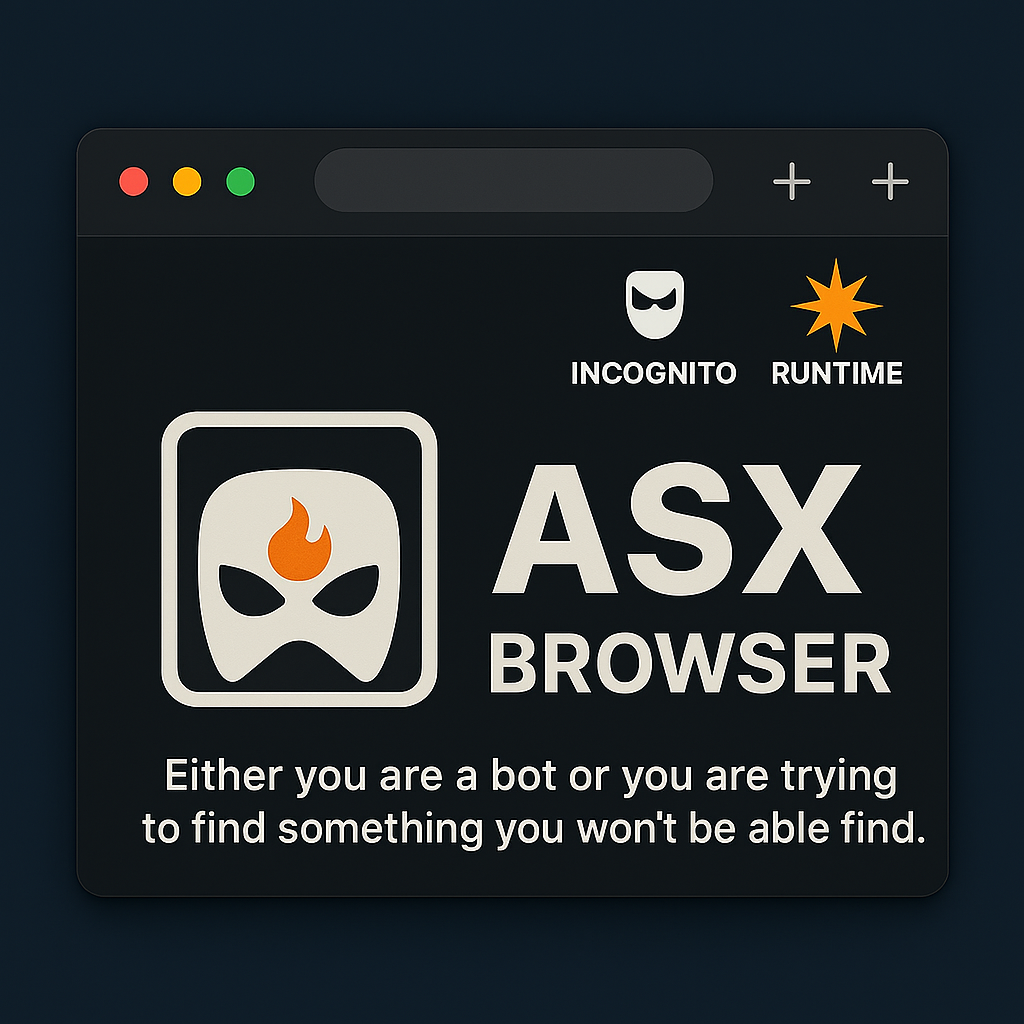 INCOGNITO RUNTIME
ASX
BROWSER
Either you are a bot or you are trying
to find something you won't be able find.